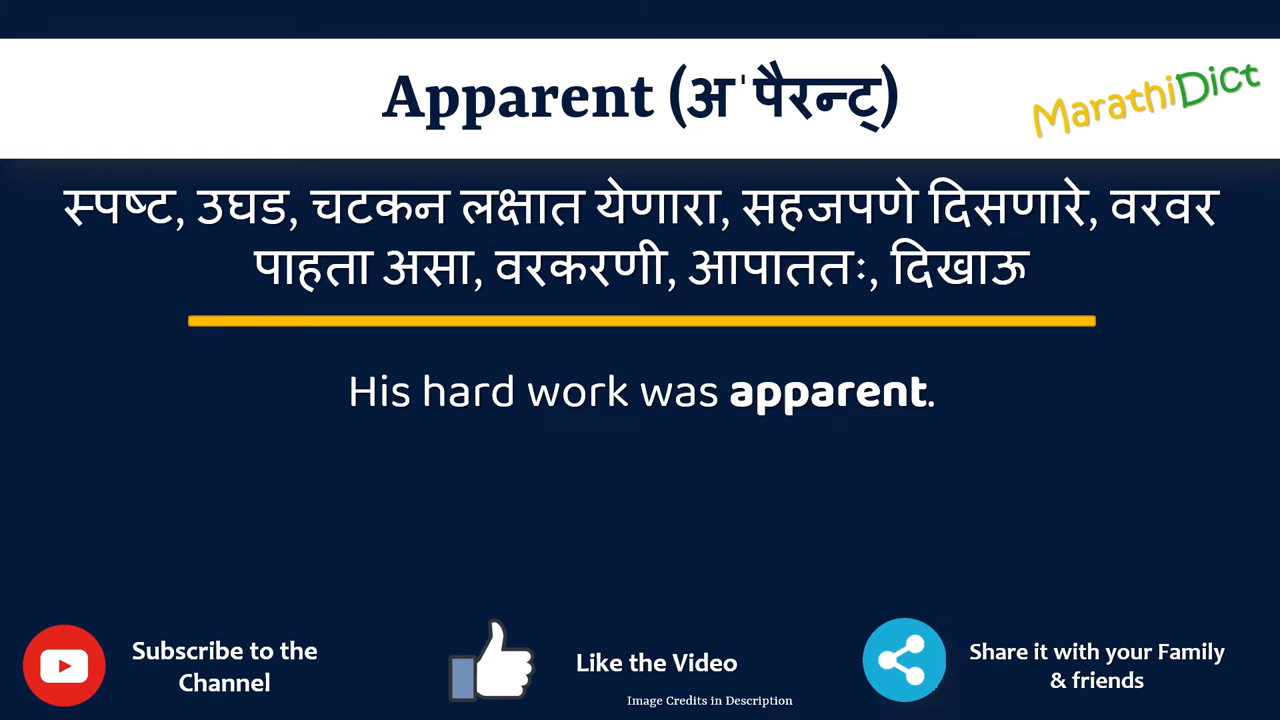 Apparent (अˈपैरन्ट्)
MarathiDict
स्पष्ट, उघड, चटकन लक्षात येणारा, सहजपणे दिसणारे, वरवर
पाहता असा, वरकरणी, आपाततः, दिखाऊ
His hard work was apparent.
Subscribe to the
Channel
Like the Video
Share it with your Family
& friends
Image Credits in Description